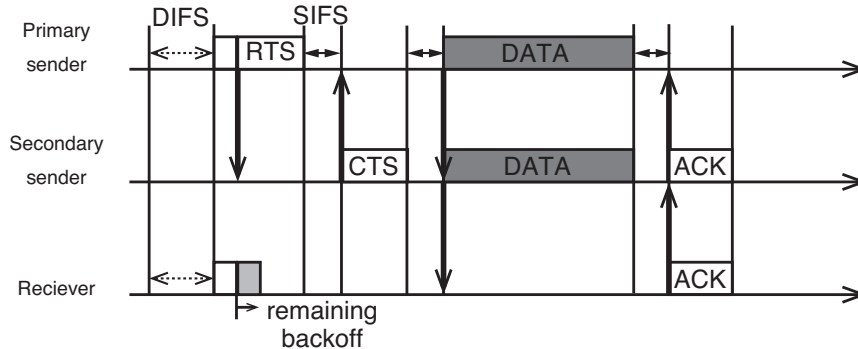 DIFS
SIFS
Primary
sender
RTS
DATA
Secondary
sender
CTS
DATA
ACK
Reciever
ACK
remaining
backoff